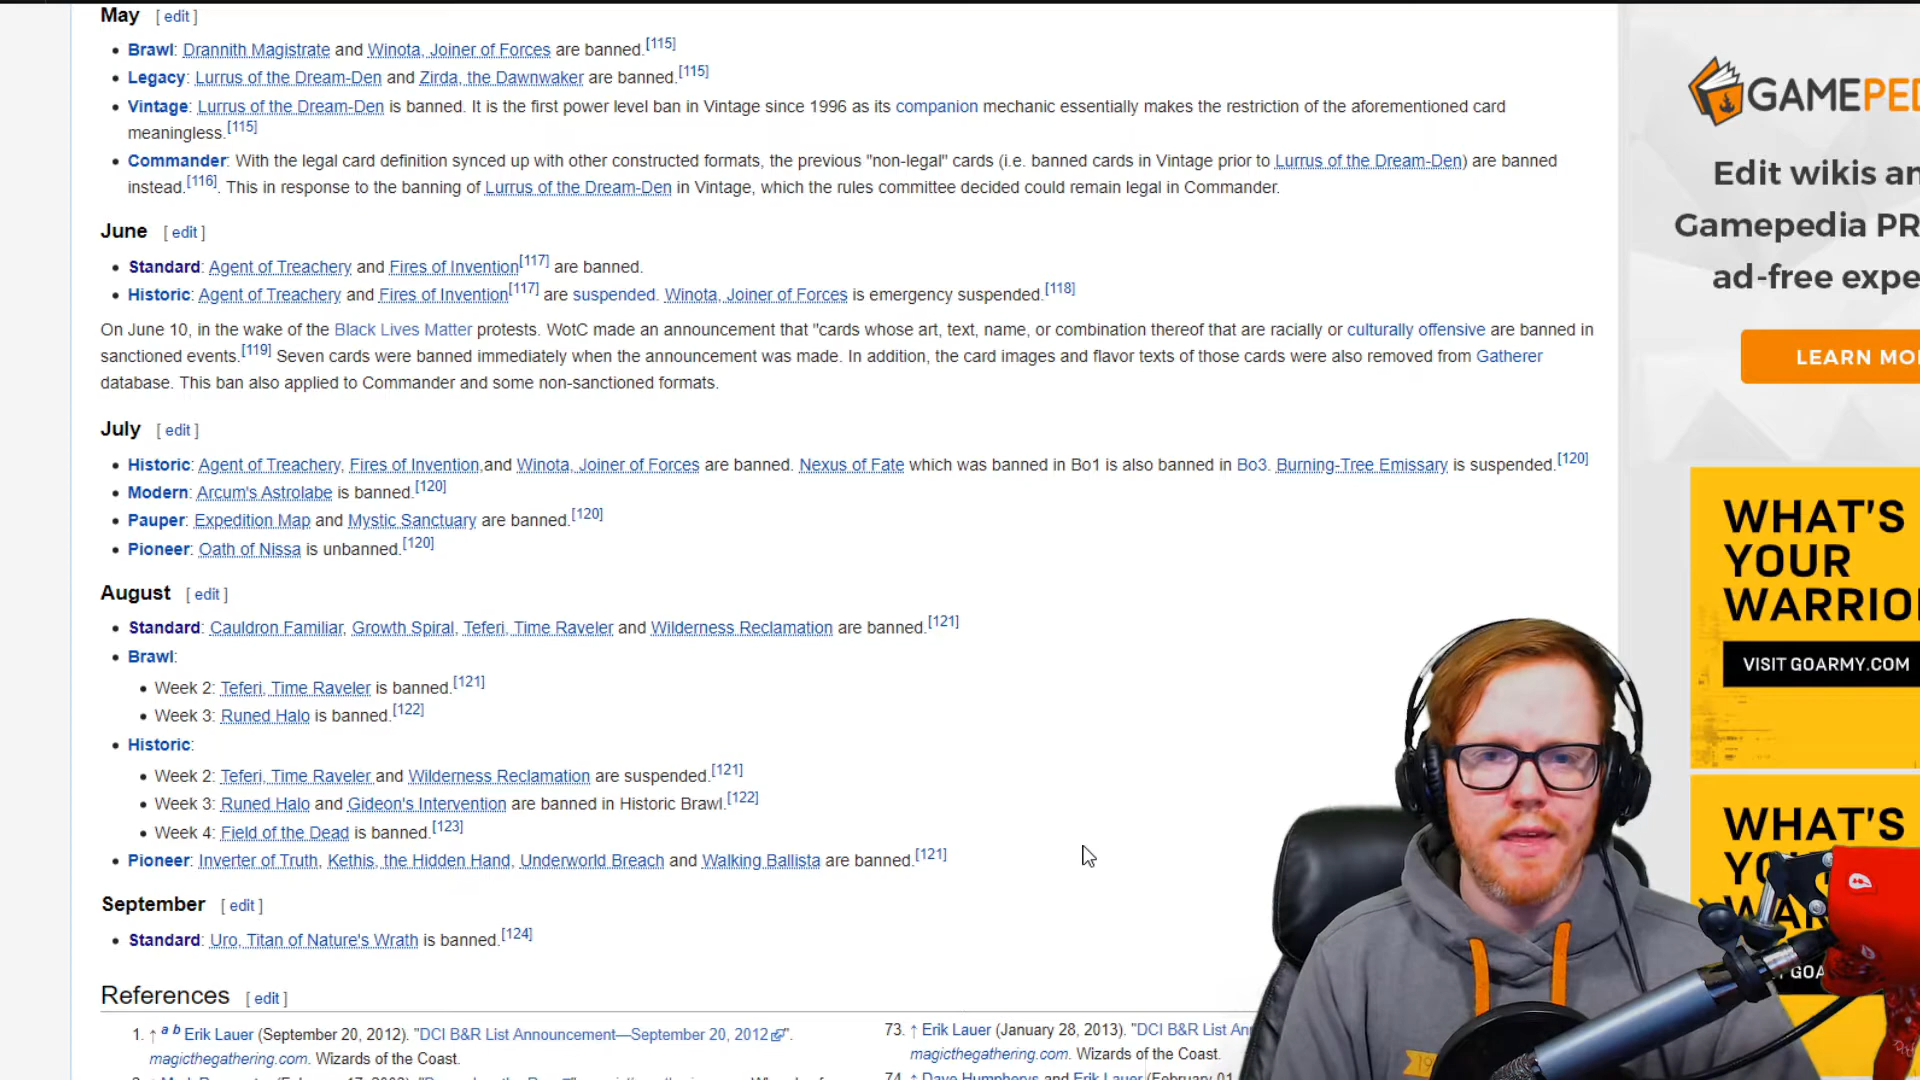 May [ edit ]
• Brawl: Drannith Magistrate and Winota, Joiner of Forces are banned.[115]
• Legacy: Lurrus of the Dream-Den and Zirda, the Dawnwaker are banned.[115]
• Vintage: Lurrus of the Dream-Den is banned. It is the first power level ban in Vintage since 1996 as its companion mechanic essentially makes the restriction of the aforementioned card
meaningless.[115]
• Commander: With the legal card definition synced up with other constructed formats, the previous "non-legal" cards (i.e. banned cards in Vintage prior to Lurrus of the Dream-Den) are banned
instead.[116]. This in response to the banning of Lurrus of the Dream-Den in Vintage, which the rules committee decided could remain legal in Commander.
June [ edit ]
• Standard: Agent of Treachery and Fires of Invention[117] are banned.
• Historic: Agent of Treachery and Fires of Invention[117] are suspended. Winota, Joiner of Forces is emergency suspended.[118]
On June 10, in the wake of the Black Lives Matter protests. WotC made an announcement that "cards whose art, text, name, or combination thereof that are racially or culturally offensive are banned in
sanctioned events.[119] Seven cards were banned immediately when the announcement was made. In addition, the card images and flavor texts of those cards were also removed from Gatherer
database. This ban also applied to Commander and some non-sanctioned formats.
July [ edit ]
• Historic: Agent of Treachery, Fires of Invention,and Winota, Joiner of Forces are banned. Nexus of Fate which was banned in Bo1 is also banned in Bo3. Burning-Tree Emissary is suspended.[120]
• Modern: Arcum's Astrolabe is banned.[120]
• Pauper: Expedition Map and Mystic Sanctuary are banned.[120]
• Pioneer: Oath of Nissa is unbanned.[120]
August [ edit ]
• Standard: Cauldron Familiar, Growth Spiral, Teferi, Time Raveler and Wilderness Reclamation are banned.[121]
• Brawl:
• Week 2: Teferi, Time Raveler is banned.[121]
• Week 3: Runed Halo is banned.[122]
• Historic:
• Week 2: Teferi, Time Raveler and Wilderness Reclamation are suspended.[121]
• Week 3: Runed Halo and Gideon's Intervention are banned in Historic Brawl.[122]
• Week 4: Field of the Dead is banned.[123]
• Pioneer: Inverter of Truth, Kethis, the Hidden Hand, Underworld Breach and Walking Ballista are banned.[121]
September [ edit ]
• Standard: Uro, Titan of Nature's Wrath is banned.[124]
References [ edit ]
1. ↑ a b Erik Lauer (September 20, 2012). "DCI B&R List Announcement—September 20, 2012".
magicthegathering.com. Wizards of the Coast.
73. ↑ Erik Lauer (January 28, 2013). "DCI B&R List An
magicthegathering.com. Wizards of the Coast.
74. ↑ Dave Humpherys and Erik Lauer (February 01
GAMEPED
Edit wikis an
Gamepedia PR
ad-free expe
LEARN MO
WHAT'S
YOUR
WARRIO
VISIT GOARMY.COM
WHAT'S
YO
WA
GOA